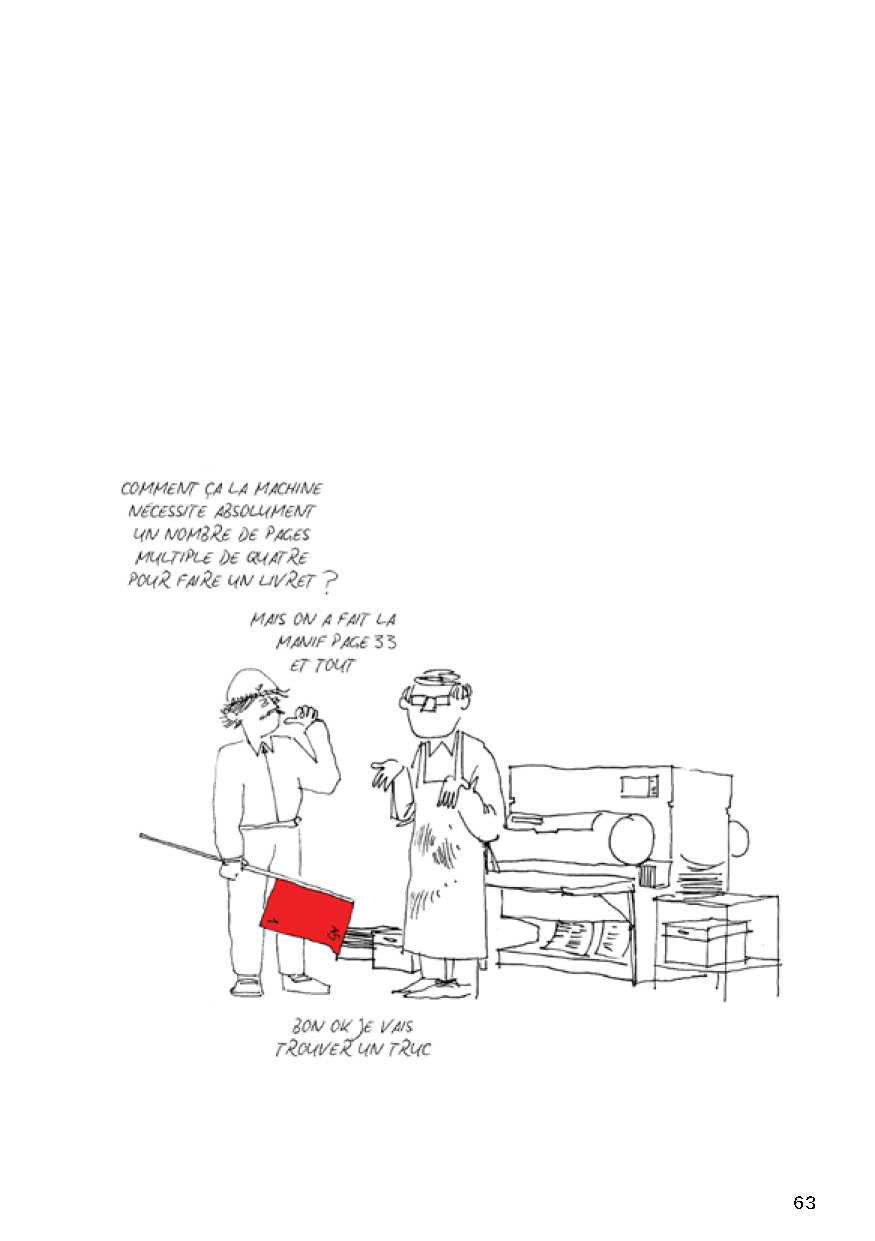 COMMENT ÇA LA MACHINE
NÉCESSITE ABSOLUMENT
UN NOMBRE DE PAGES
MULTIPLE DE QUATRE
POUR FAIRE UN LIVRET ?
MAIS ON A FAIT LA
MANIF PAGE 33
ET TOUT
BON OK JE VAIS
TROUVER UN TRUC
63